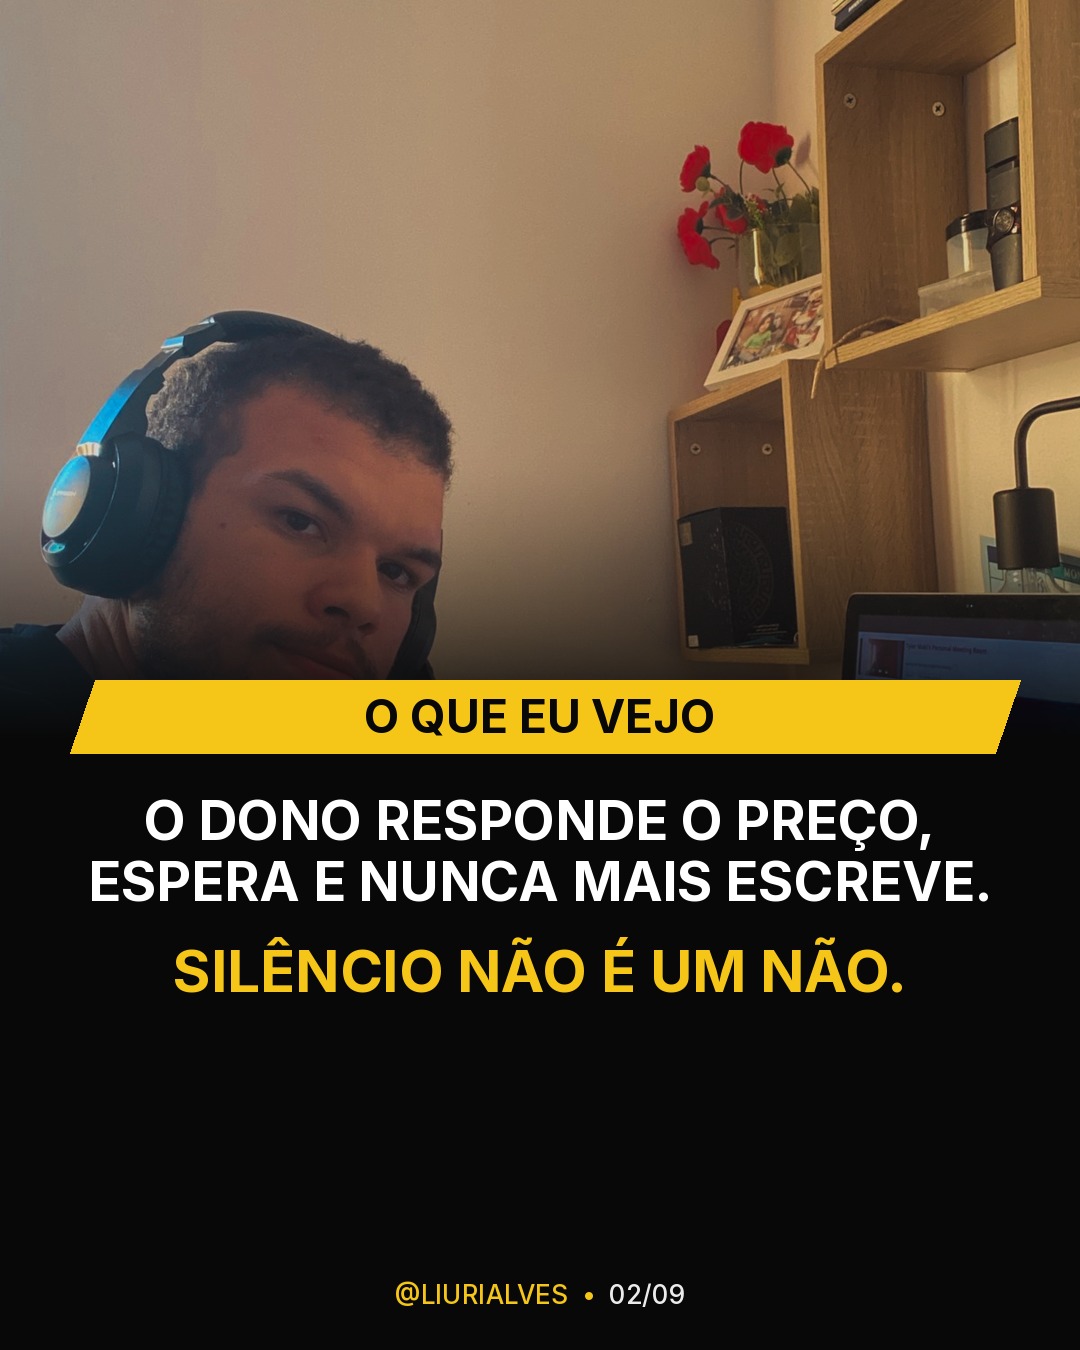 O QUE EU VEJO
O DONO RESPONDE O PREÇO,
ESPERA E NUNCA MAIS ESCREVE.
SILÊNCIO NÃO É UM NÃO.
@LIURIALVES • 02/09